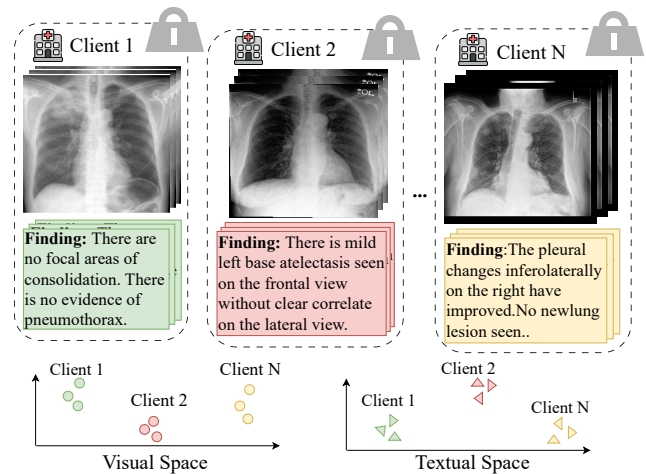 Client 1
Client 2
Client N
Finding: There are
no focal areas of
consolidation. There
is no evidence of
pneumothorax.
Finding: There is mild
left base atelectasis seen
on the frontal view
without clear correlate
on the lateral view.
...
Finding:The pleural
changes inferolaterally
on the right have
improved.No newlung
lesion seen..
Client 1
Client 2
Client N
Visual Space
Client 1
Client 2
Client N
Textual Space